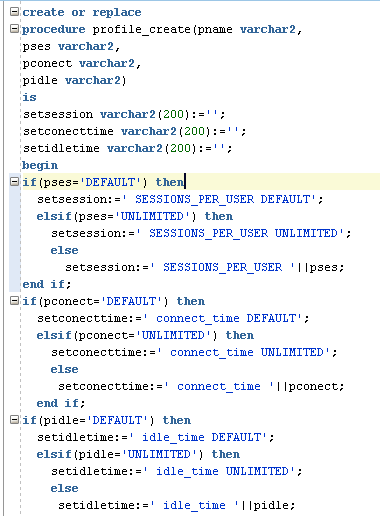 create or replace
procedure profile_create(pname varchar2,
pses varchar2,
pconect varchar2,
pidle varchar2)
is
setsession varchar2(200):='';
setconecttime varchar2(200):='';
setidletime varchar2(200):='';
begin
if(pses='DEFAULT') then
setsession:=' SESSIONS_PER_USER DEFAULT';
elsif(pses='UNLIMITED') then
setsession:=' SESSIONS_PER_USER UNLIMITED';
else
setsession:=' SESSIONS_PER_USER '||pses;
end if;
if(pconect='DEFAULT') then
setconecttime:=' connect_time DEFAULT';
elsif(pconect='UNLIMITED') then
setconecttime:=' connect_time UNLIMITED';
else
setconecttime:=' connect_time '||pconect;
end if;
if(pidle='DEFAULT') then
setidletime:=' idle_time DEFAULT';
elsif(pidle='UNLIMITED') then
setidletime:=' idle_time UNLIMITED';
else
setidletime:=' idle_time '||pidle;